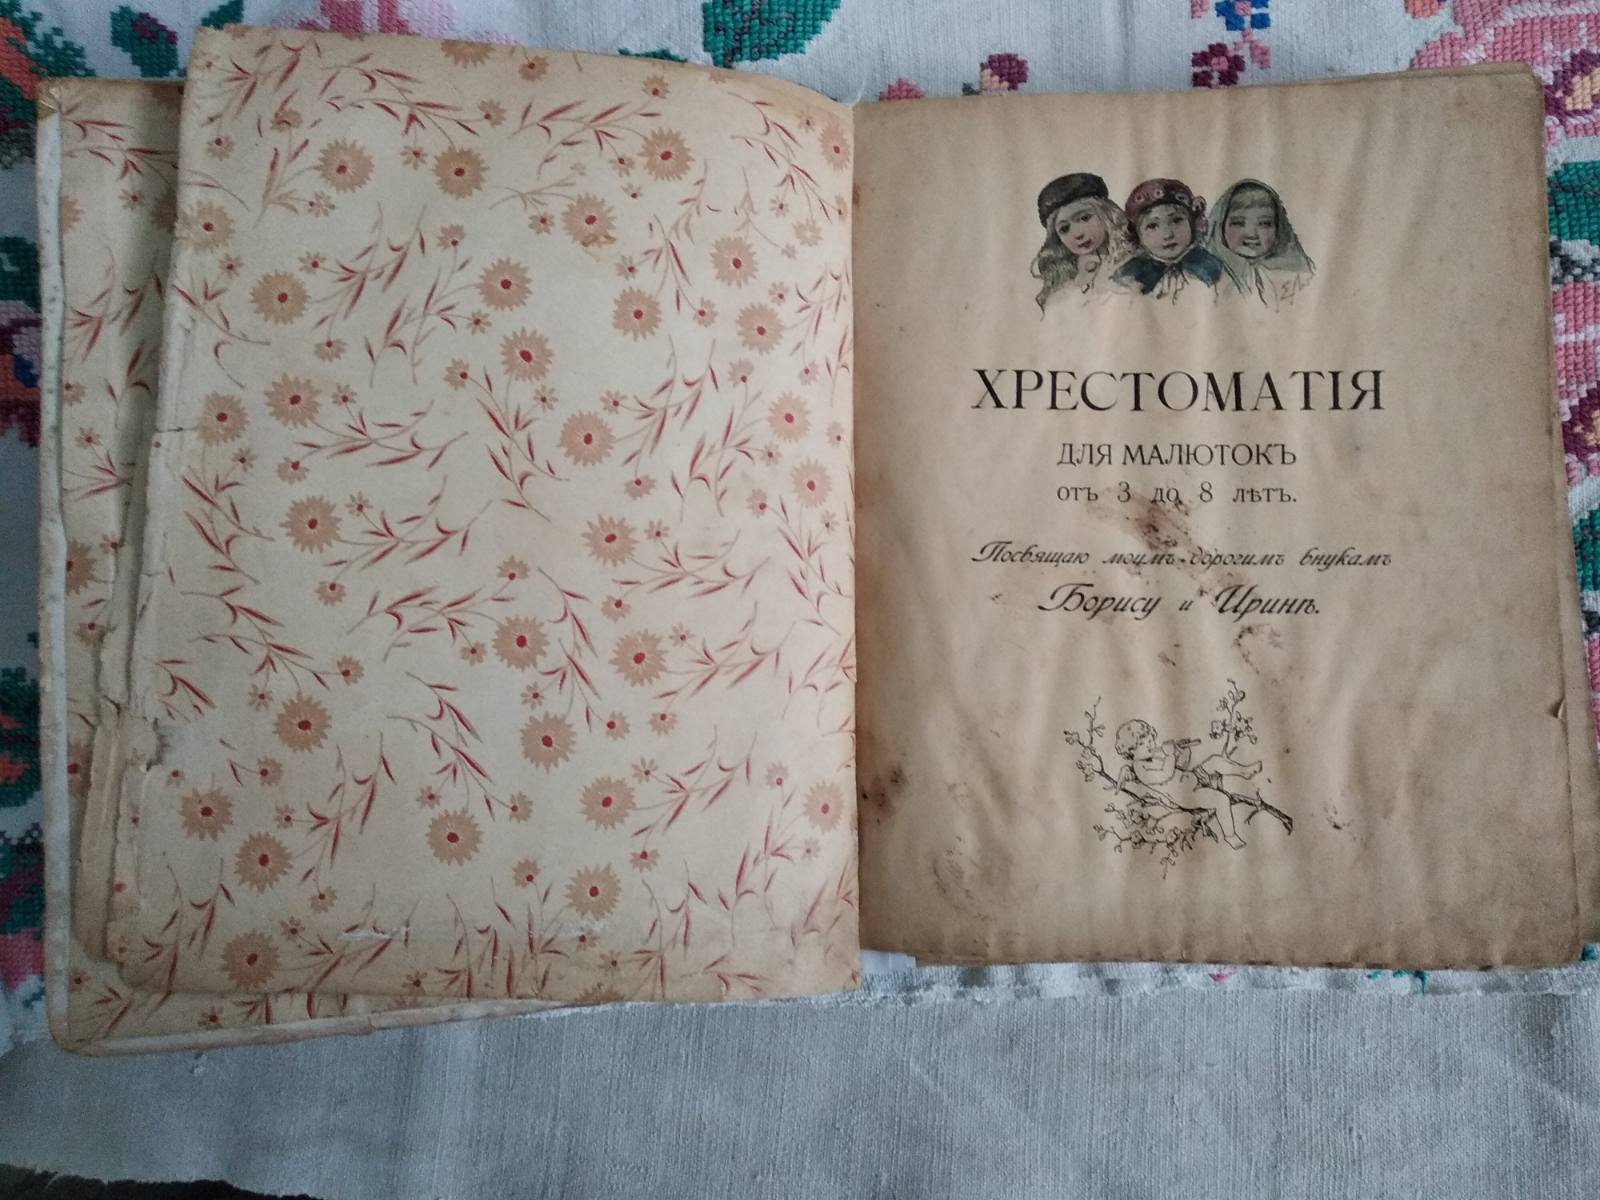 ХРЕСТОМАТІЯ
ДЛЯ МАЛЮТОКЪ
отъ 3 до 8 лѣтъ.
Посвящаю моимъ дорогимъ внукамъ
Борису и Иринѣ.